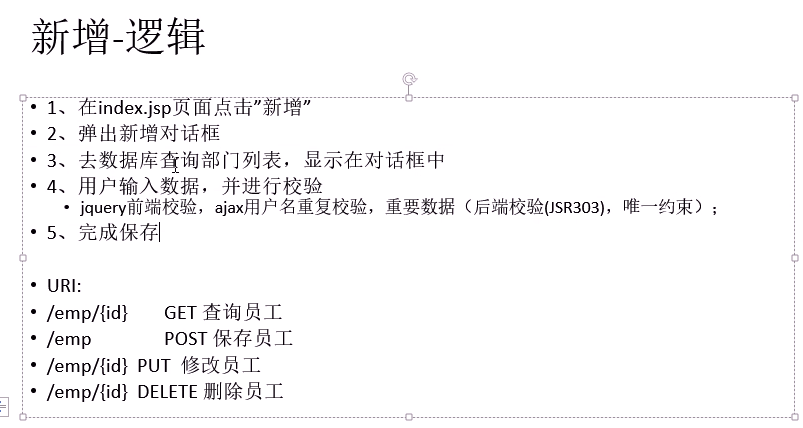 新增-逻辑
• 1、在index.jsp页面点击”新增”
• 2、弹出新增对话框
• 3、去数据库查询部门列表，显示在对话框中
• 4、用户输入数据，并进行校验
• jquery前端校验，ajax用户名重复校验，重要数据（后端校验(JSR303)，唯一约束）；
• 5、完成保存
• URI:
• /emp/{id} GET 查询员工
• /emp POST 保存员工
• /emp/{id} PUT 修改员工
• /emp/{id} DELETE 删除员工